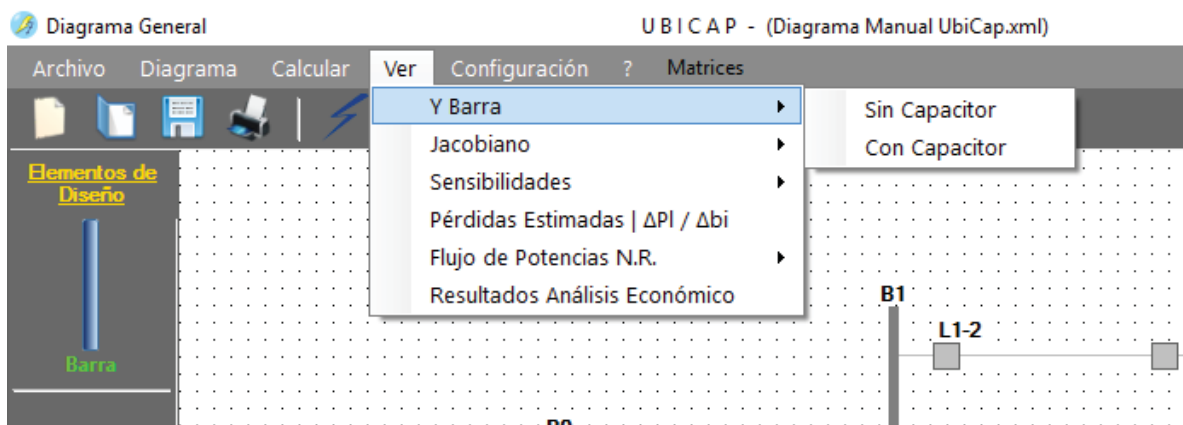 Diagrama General
U B I C A P - (Diagrama Manual UbiCap.xml)
Archivo Diagrama Calcular Ver Configuración ? Matrices
Y Barra
Jacobiano
Sensibilidades
Pérdidas Estimadas | ΔPl / Δbi
Flujo de Potencias N.R.
Resultados Análisis Económico
Sin Capacitor
Con Capacitor
Elementos de
Diseño
Barra
B1
L1-2